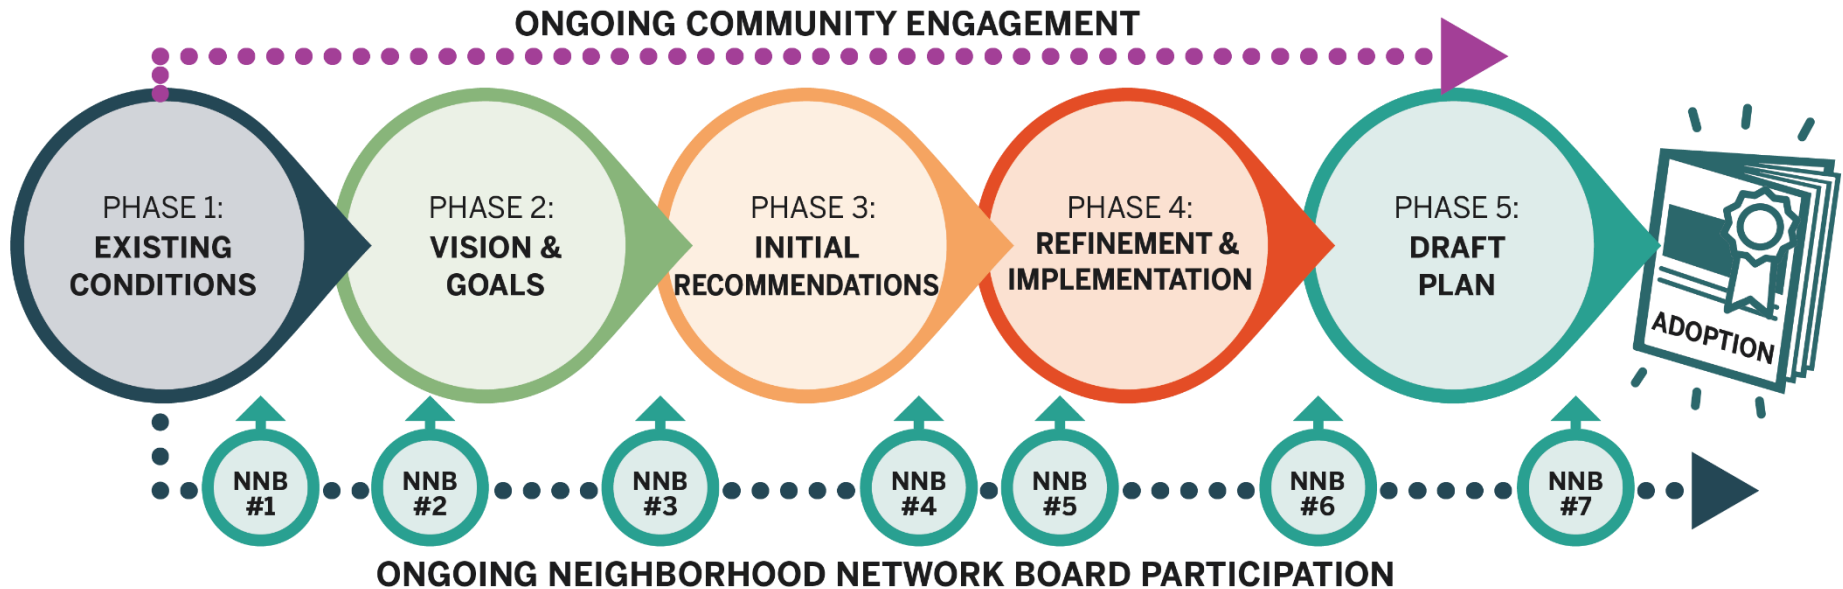 ONGOING COMMUNITY ENGAGEMENT
PHASE 1:
EXISTING
CONDITIONS
PHASE 2:
VISION &
GOALS
PHASE 3:
INITIAL
RECOMMENDATIONS
PHASE 4:
REFINEMENT &
IMPLEMENTATION
PHASE 5:
DRAFT
PLAN
ADOPTION
NNB
#1
NNB
#2
NNB
#3
NNB
#4
NNB
#5
NNB
#6
NNB
#7
ONGOING NEIGHBORHOOD NETWORK BOARD PARTICIPATION